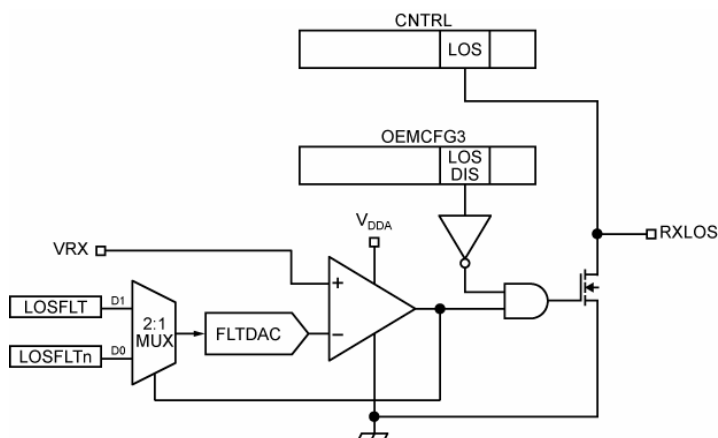 CNTRL
LOS
OEMCFG3
LOS
DIS
VDDA
VRX
RXLOS
+
LOSFLT
D1
2:1
MUX
FLTDAC
−
LOSFLTn
D0